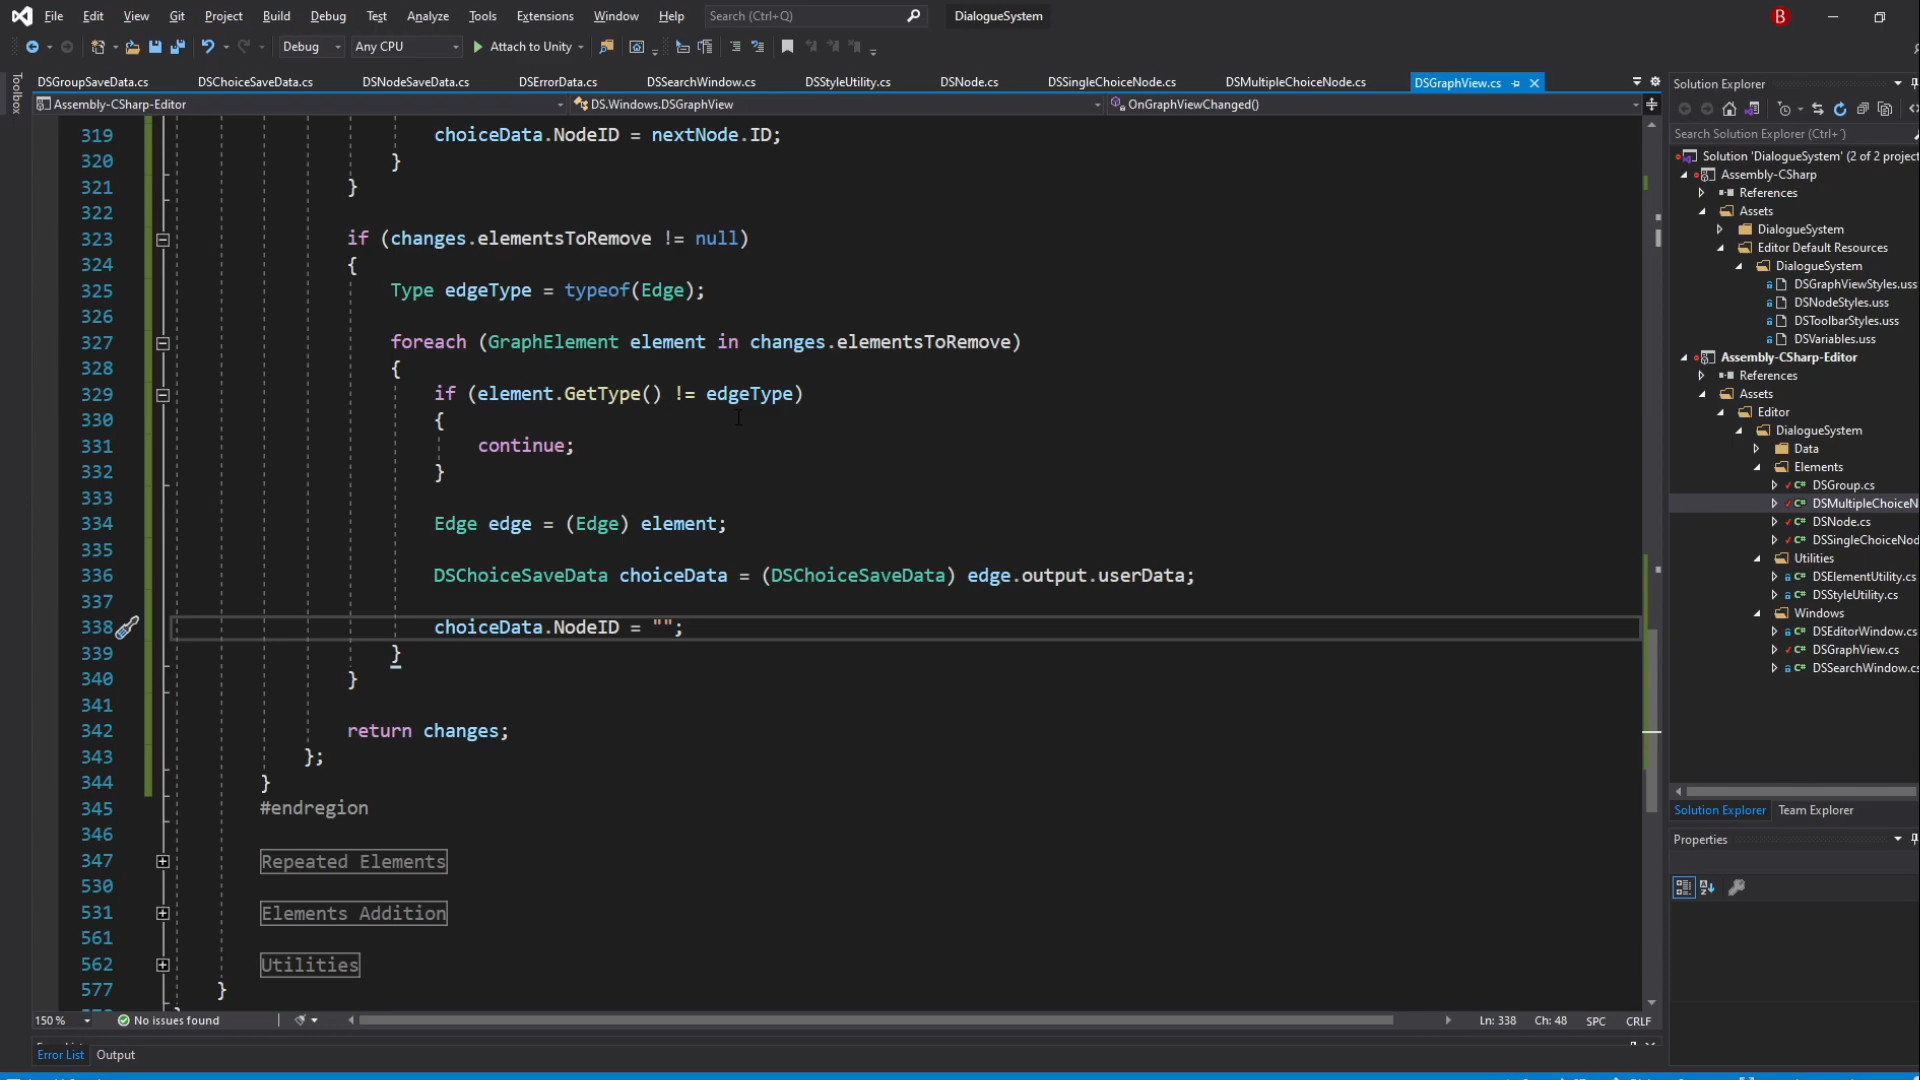 File Edit View Git Project Build Debug Test Analyze Tools Extensions Window Help Search (Ctrl+Q) DialogueSystem B
Debug Any CPU Attach to Unity
DSGroupSaveData.cs DSChoiceSaveData.cs DSNodeSaveData.cs DSErrorData.cs DSSearchWindow.cs DSStyleUtility.cs DSNode.cs DSSingleChoiceNode.cs DSMultipleChoiceNode.cs DSGraphView.cs
Toolbox
Assembly-CSharp-Editor DS.Windows.DSGraphView OnGraphViewChanged()
319 choiceData.NodeID = nextNode.ID;
320 }
321 }
322
323 if (changes.elementsToRemove != null)
324 {
325 Type edgeType = typeof(Edge);
326
327 foreach (GraphElement element in changes.elementsToRemove)
328 {
329 if (element.GetType() != edgeType)
330 {
331 continue;
332 }
333
334 Edge edge = (Edge) element;
335
336 DSChoiceSaveData choiceData = (DSChoiceSaveData) edge.output.userData;
337
338 choiceData.NodeID = "";
339 }
340 }
341
342 return changes;
343 };
344 }
345 #endregion
346
347 Repeated Elements
530
531 Elements Addition
561
562 Utilities
577 }
150 % No issues found Ln: 338 Ch: 48 SPC CRLF
Error List Output
Solution Explorer
Search Solution Explorer (Ctrl+')
Solution 'DialogueSystem' (2 of 2 project
Assembly-CSharp
References
Assets
DialogueSystem
Editor Default Resources
DialogueSystem
DSGraphViewStyles.uss
DSNodeStyles.uss
DSToolbarStyles.uss
DSVariables.uss
Assembly-CSharp-Editor
References
Assets
Editor
DialogueSystem
Data
Elements
DSGroup.cs
DSMultipleChoiceN
DSNode.cs
DSSingleChoiceNod
Utilities
DSElementUtility.cs
DSStyleUtility.cs
Windows
DSEditorWindow.cs
DSGraphView.cs
DSSearchWindow.cs
Solution Explorer Team Explorer
Properties